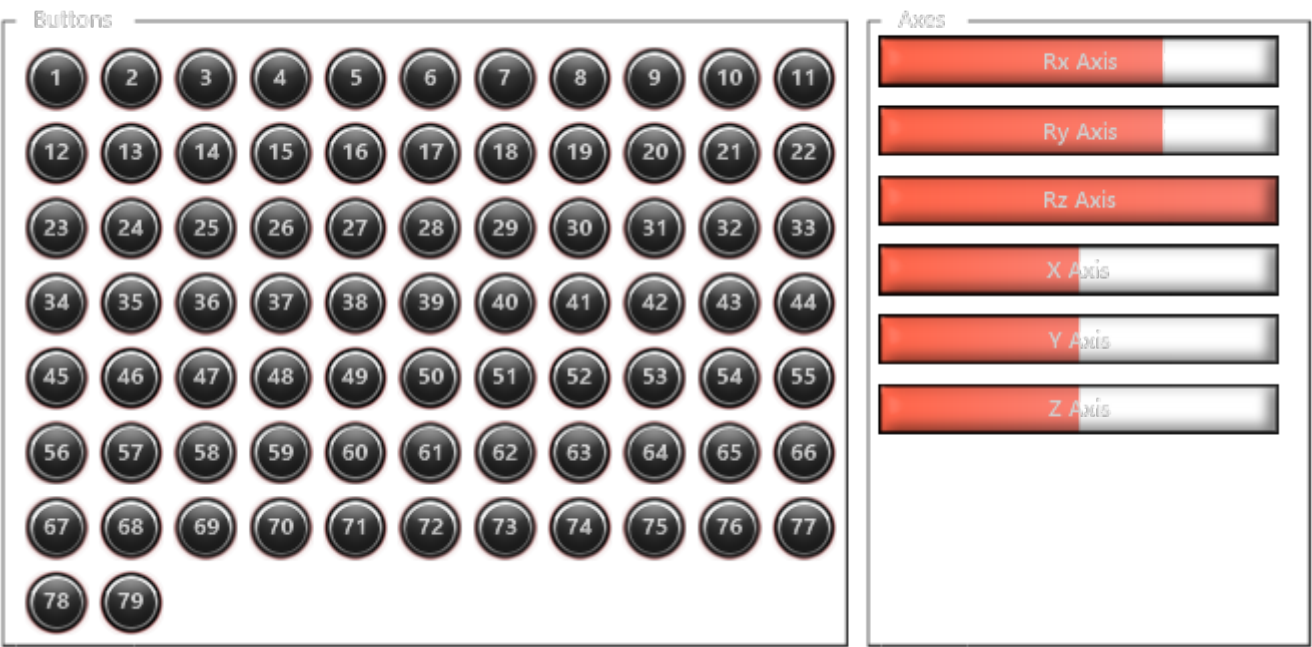 Buttons
1 2 3 4 5 6 7 8 9 10 11
12 13 14 15 16 17 18 19 20 21 22
23 24 25 26 27 28 29 30 31 32 33
34 35 36 37 38 39 40 41 42 43 44
45 46 47 48 49 50 51 52 53 54 55
56 57 58 59 60 61 62 63 64 65 66
67 68 69 70 71 72 73 74 75 76 77
78 79
Axes
Rx Axis
Ry Axis
Rz Axis
X Axis
Y Axis
Z Axis